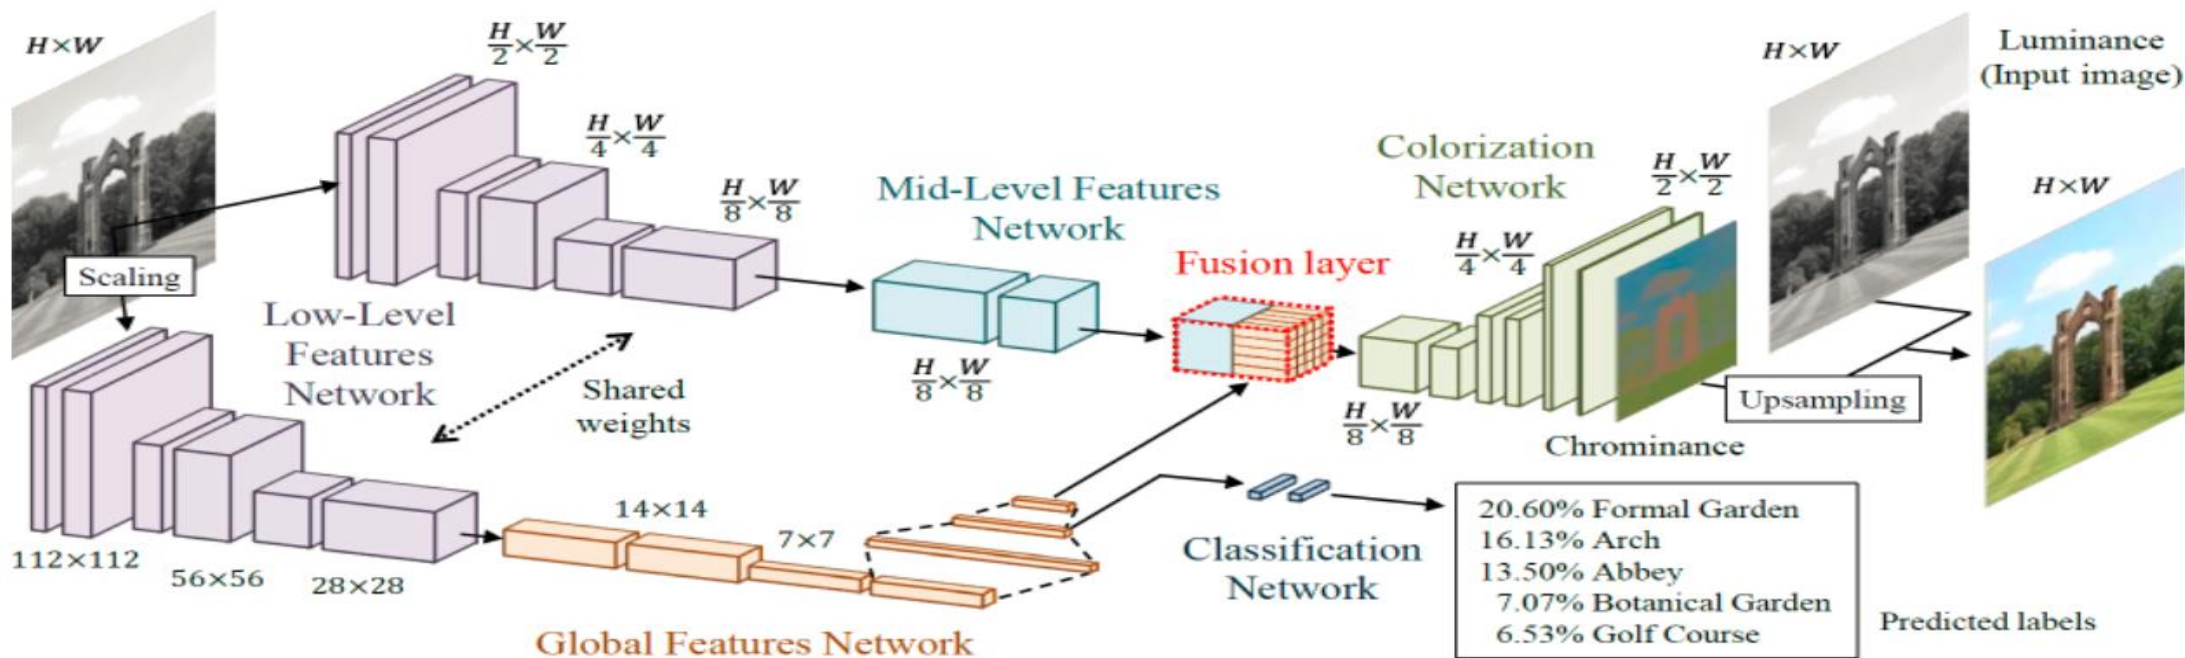 H×W
H/2×W/2
H/4×W/4
H/8×W/8
Scaling
Low-Level
Features
Network
Shared
weights
112×112
56×56
28×28
14×14
7×7
Global Features Network
Mid-Level Features
Network
H/8×W/8
Fusion layer
Colorization
Network
H/8×W/8
H/4×W/4
H/2×W/2
Chrominance
H×W
Luminance
(Input image)
H×W
Upsampling
Classification
Network
20.60% Formal Garden
16.13% Arch
13.50% Abbey
7.07% Botanical Garden
6.53% Golf Course
Predicted labels